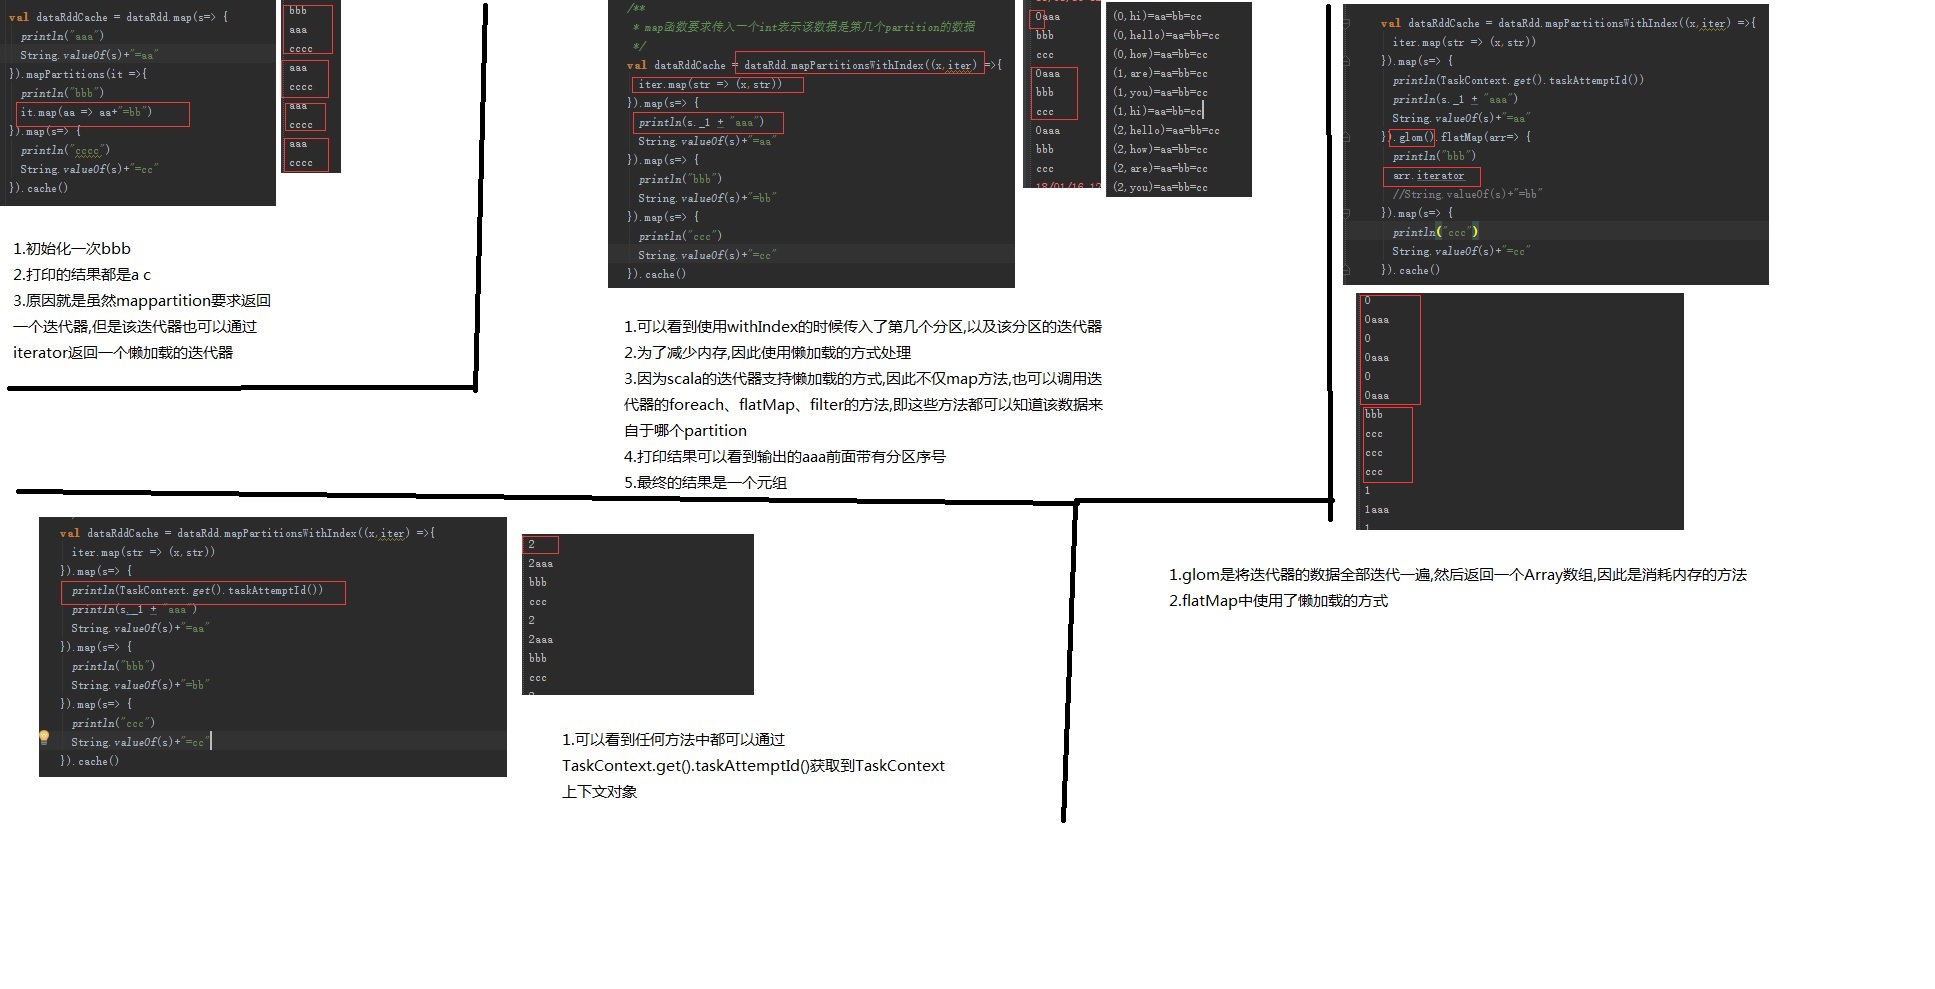 val dataRddCache = dataRdd.map(s=> {
println("aaa")
String.valueOf(s)+"=aa"
}).mapPartitions(it =>{
println("bbb")
it.map(aa => aa+"=bb")
}).map(s=> {
println("cccc")
String.valueOf(s)+"=cc"
}).cache()
bbb
aaa
cccc
aaa
cccc
aaa
cccc
aaa
cccc
1.初始化一次bbb
2.打印的结果都是a c
3.原因就是虽然mappartition要求返回
一个迭代器,但是该迭代器也可以通过
iterator返回一个懒加载的迭代器
/**
* map函数要求传入一个int表示该数据是第几个partition的数据
*/
val dataRddCache = dataRdd.mapPartitionsWithIndex((x,iter) =>{
iter.map(str => (x,str))
}).map(s=> {
println(s._1 + "aaa")
String.valueOf(s)+"=aa"
}).map(s=> {
println("bbb")
String.valueOf(s)+"=bb"
}).map(s=> {
println("ccc")
String.valueOf(s)+"=cc"
}).cache()
0aaa
bbb
ccc
0aaa
bbb
ccc
0aaa
bbb
ccc
18/01/16 12
(0,hi)=aa=bb=cc
(0,hello)=aa=bb=cc
(0,how)=aa=bb=cc
(1,are)=aa=bb=cc
(1,you)=aa=bb=cc
(1,hi)=aa=bb=cc
(2,hello)=aa=bb=cc
(2,how)=aa=bb=cc
(2,are)=aa=bb=cc
(2,you)=aa=bb=cc
1.可以看到使用withIndex的时候传入了第几个分区,以及该分区的迭代器
2.为了减少内存,因此使用懒加载的方式处理
3.因为scala的迭代器支持懒加载的方式,因此不仅map方法,也可以调用迭
代器的foreach、flatMap、filter的方法,即这些方法都可以知道该数据来
自于哪个partition
4.打印结果可以看到输出的aaa前面带有分区序号
5.最终的结果是一个元组
val dataRddCache = dataRdd.mapPartitionsWithIndex((x,iter) =>{
iter.map(str => (x,str))
}).map(s=> {
println(TaskContext.get().taskAttemptId())
println(s._1 + "aaa")
String.valueOf(s)+"=aa"
}).glom().flatMap(arr=> {
println("bbb")
arr.iterator
//String.valueOf(s)+"=bb"
}).map(s=> {
println("ccc")
String.valueOf(s)+"=cc"
}).cache()
0
0aaa
0
0aaa
0
0aaa
bbb
ccc
ccc
ccc
1
1aaa
1
1.glom是将迭代器的数据全部迭代一遍,然后返回一个Array数组,因此是消耗内存的方法
2.flatMap中使用了懒加载的方式
val dataRddCache = dataRdd.mapPartitionsWithIndex((x,iter) =>{
iter.map(str => (x,str))
}).map(s=> {
println(TaskContext.get().taskAttemptId())
println(s._1 + "aaa")
String.valueOf(s)+"=aa"
}).map(s=> {
println("bbb")
String.valueOf(s)+"=bb"
}).map(s=> {
println("ccc")
String.valueOf(s)+"=cc"
}).cache()
2
2aaa
bbb
ccc
2
2aaa
bbb
ccc
1.可以看到任何方法中都可以通过
TaskContext.get().taskAttemptId()获取到TaskContext
上下文对象